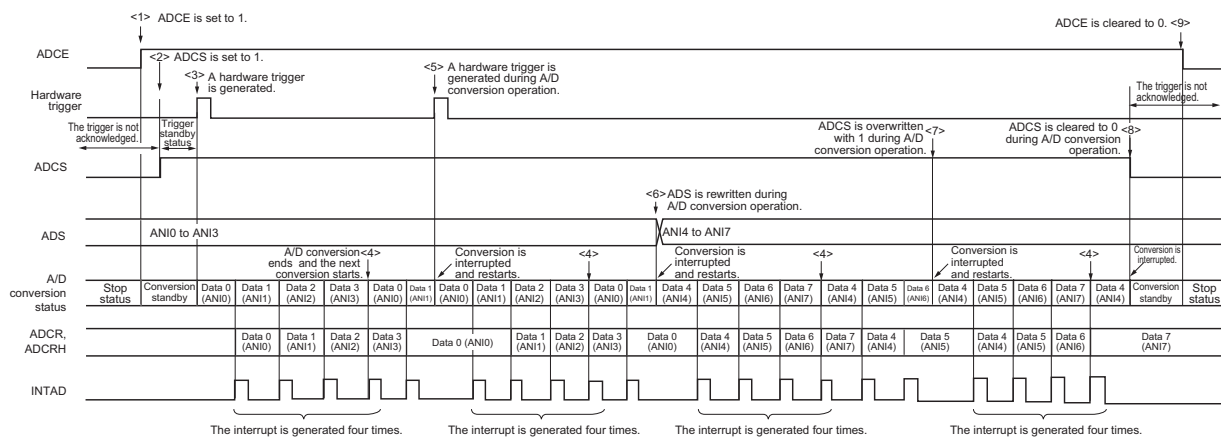 <1> ADCE is set to 1.
ADCE is cleared to 0. <9>
ADCE
<2> ADCS is set to 1.
<3> A hardware trigger
is generated.
<5> A hardware trigger is
generated during A/D
conversion operation.
Hardware
trigger
The trigger is not
acknowledged.
Trigger
standby
status
The trigger is not
acknowledged.
ADCS is overwritten
with 1 during A/D
conversion operation.
<7>
ADCS is cleared to 0
during A/D conversion
operation.
<8>
ADCS
<6> ADS is rewritten during
A/D conversion operation.
ADS
ANI0 to ANI3
ANI4 to ANI7
A/D conversion
ends and the next
conversion starts.
<4>
Conversion is
interrupted
and restarts.
<4>
Conversion is
interrupted
and restarts.
<4>
Conversion is
interrupted
and restarts.
<4>
Conversion is
interrupted.
A/D
conversion
status
Stop
status
Conversion
standby
Data 0
(ANI0)
Data 1
(ANI1)
Data 2
(ANI2)
Data 3
(ANI3)
Data 0
(ANI0)
Data 1
(ANI1)
Data 0
(ANI0)
Data 1
(ANI1)
Data 2
(ANI2)
Data 3
(ANI3)
Data 0
(ANI0)
Data 1
(ANI1)
Data 4
(ANI4)
Data 5
(ANI5)
Data 6
(ANI6)
Data 7
(ANI7)
Data 4
(ANI4)
Data 5
(ANI5)
Data 6
(ANI6)
Data 4
(ANI4)
Data 5
(ANI5)
Data 6
(ANI6)
Data 7
(ANI7)
Data 4
(ANI4)
Conversion
standby
Stop
status
ADCR,
ADCRH
Data 0
(ANI0)
Data 1
(ANI1)
Data 2
(ANI2)
Data 3
(ANI3)
Data 0 (ANI0)
Data 1
(ANI1)
Data 2
(ANI2)
Data 3
(ANI3)
Data 0
(ANI0)
Data 4
(ANI4)
Data 5
(ANI5)
Data 6
(ANI6)
Data 7
(ANI7)
Data 4
(ANI4)
Data 5
(ANI5)
Data 4
(ANI4)
Data 5
(ANI5)
Data 6
(ANI6)
Data 7
(ANI7)
INTAD
The interrupt is generated four times.
The interrupt is generated four times.
The interrupt is generated four times.
The interrupt is generated four times.